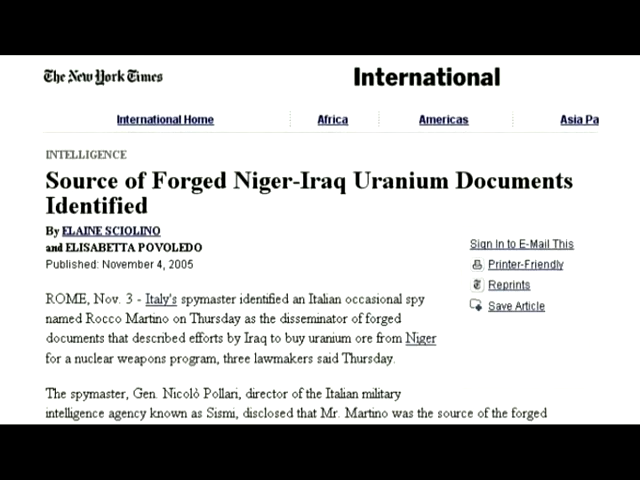 The New York Times
International
International Home
Africa
Americas
Asia Pa
INTELLIGENCE
Source of Forged Niger-Iraq Uranium Documents
Identified
By ELAINE SCIOLINO
and ELISABETTA POVOLEDO
Published: November 4, 2005
Sign In to E-Mail This
Printer-Friendly
Reprints
Save Article
ROME, Nov. 3 - Italy's spymaster identified an Italian occasional spy
named Rocco Martino on Thursday as the disseminator of forged
documents that described efforts by Iraq to buy uranium ore from Niger
for a nuclear weapons program, three lawmakers said Thursday.
The spymaster, Gen. Nicolò Pollari, director of the Italian military
intelligence agency known as Sismi, disclosed that Mr. Martino was the source of the forged